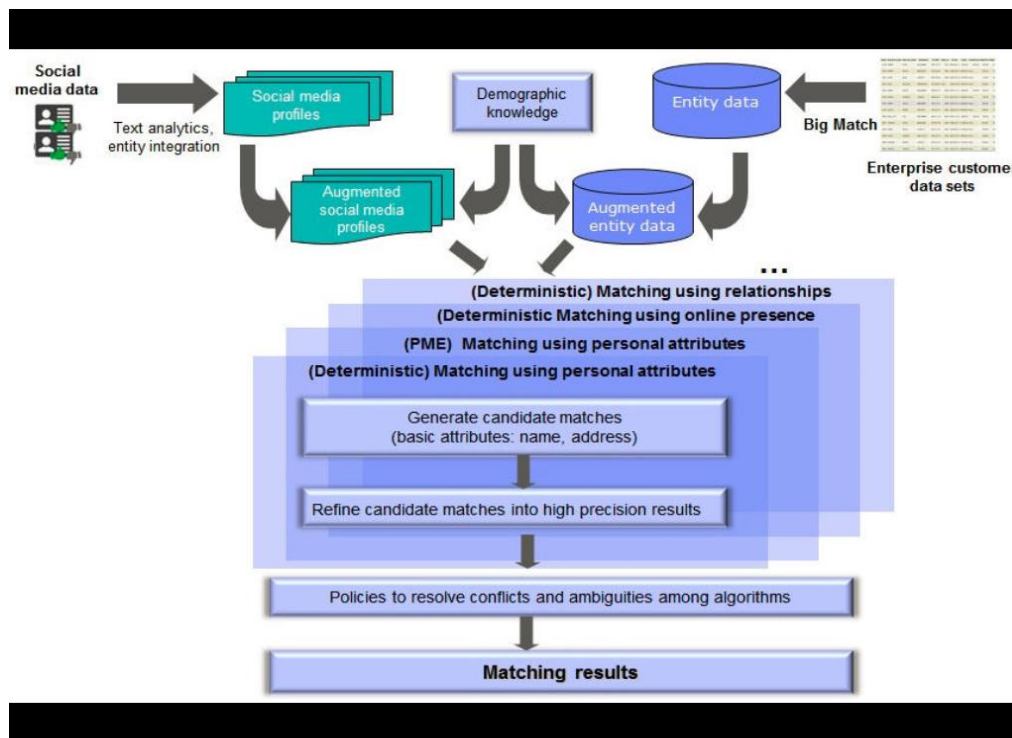 Social
media data
Text analytics,
entity integration
Social media
profiles
Demographic
knowledge
Entity data
Big Match
Enterprise customer
data sets
Augmented
social media
profiles
Augmented
entity data
...
(Deterministic) Matching using relationships
(Deterministic Matching using online presence
(PME) Matching using personal attributes
(Deterministic) Matching using personal attributes
Generate candidate matches
(basic attributes: name, address)
Refine candidate matches into high precision results
Policies to resolve conflicts and ambiguities among algorithms
Matching results